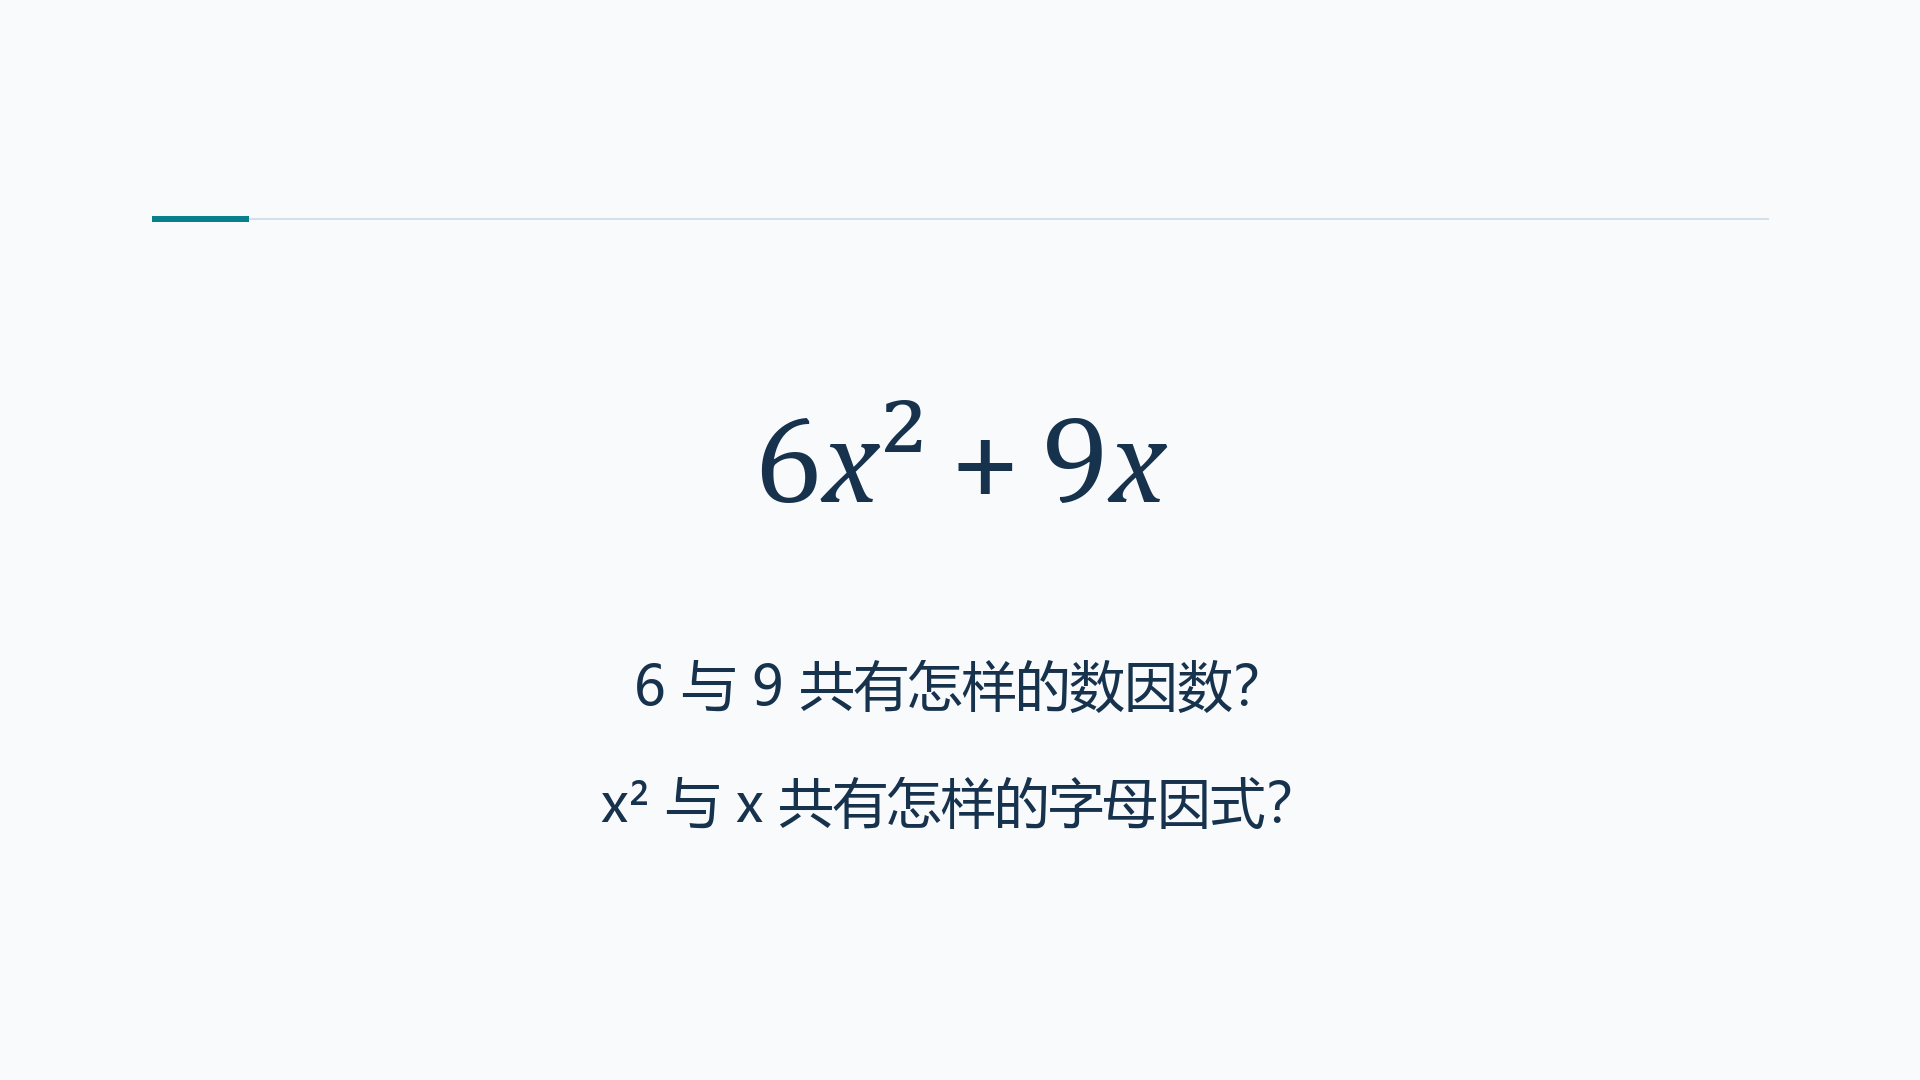 6x² + 9x
6 与 9 共有怎样的数因数？
x² 与 x 共有怎样的字母因式？